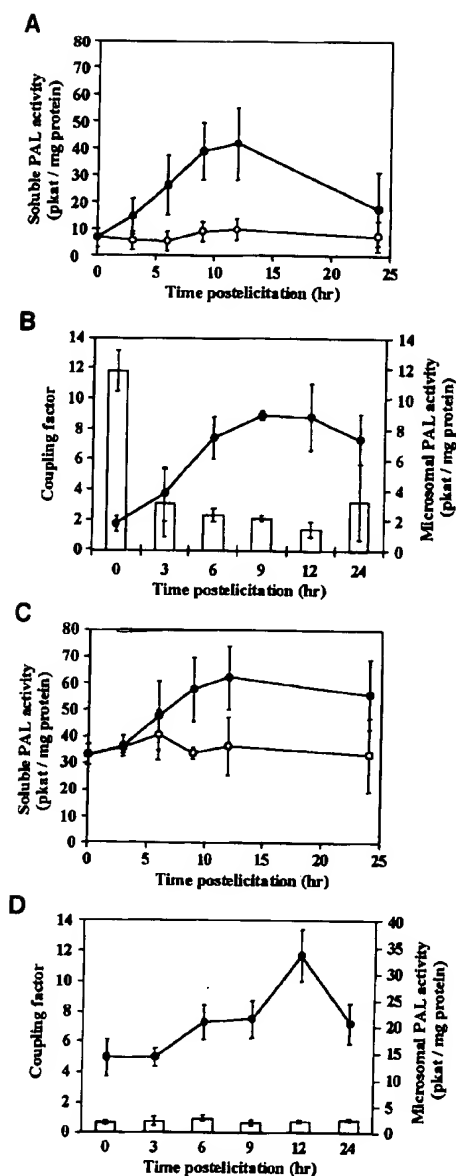 A
Soluble PAL activity
(pkat / mg protein)
80
70
60
50
40
30
20
10
0
0 5 10 15 20 25
Time postelicitation (hr)
B
Coupling factor
14
12
10
8
6
4
2
0
14
12
10
8
6
4
2
0
Microsomal PAL activity
(pkat / mg protein)
0 3 6 9 12 24
Time postelicitation (hr)
C
Soluble PAL activity
(pkat / mg protein)
80
70
60
50
40
30
20
10
0
0 5 10 15 20 25
Time postelicitation (hr)
D
Coupling factor
14
12
10
8
6
4
2
0
40
35
30
25
20
15
10
5
0
Microsomal PAL activity
(pkat / mg protein)
0 3 6 9 12 24
Time postelicitation (hr)